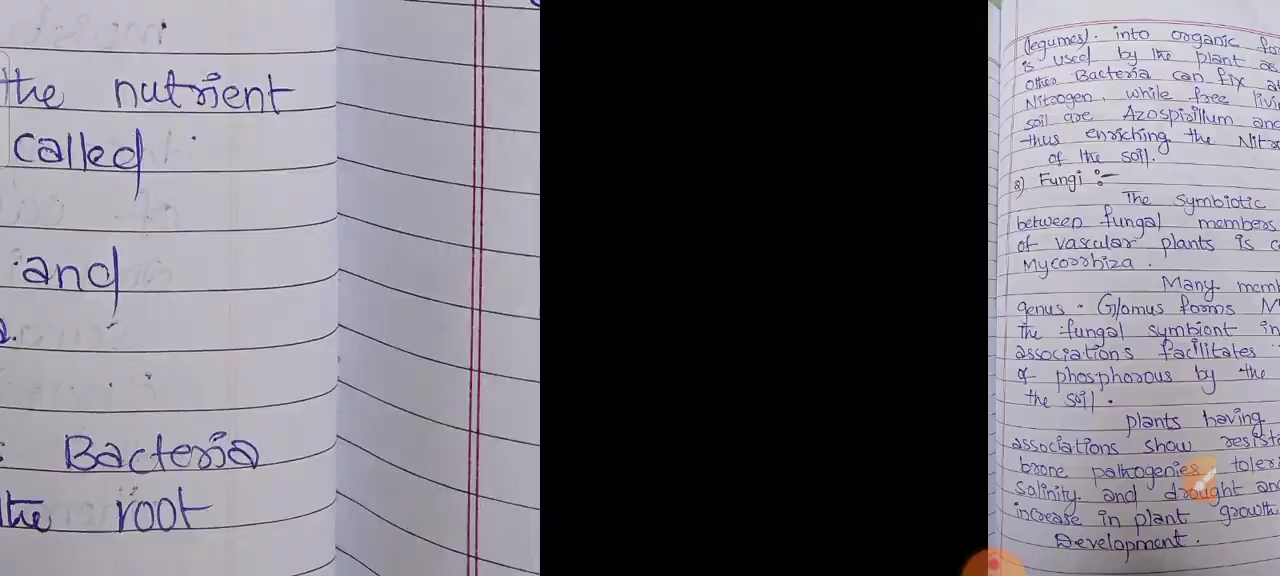 the nutrient
called
and
Bacteria
the root
(legumes). into organic
is used by the plant as
other Bacteria can fix
Nitrogen, while free
soil are Azospirillum and
thus enriching the
of the soil.
2) Fungi :-
The symbiotic
between fungal members
of vascular plants is
Mycorrhiza.
Many
genus - Glomus forms
the fungal symbiont in
associations facilitates
of phosphorous by the
the soil.
plants having
associations show
brone pathogenies,
Salinity and drought and
increase in plant growth
Development.